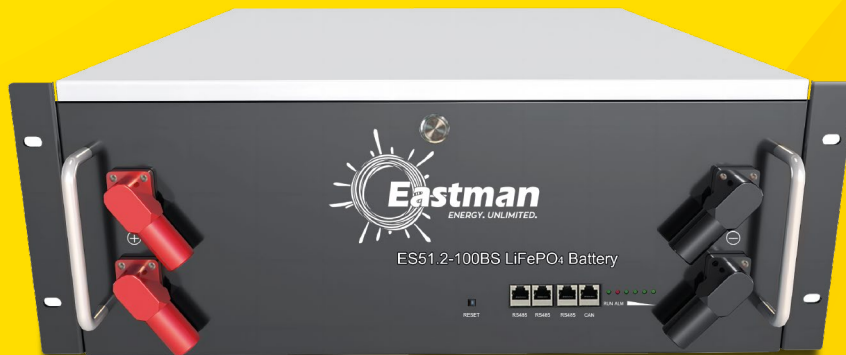 Eastman
ENERGY. UNLIMITED.
ES51.2-100BS LiFePO₄ Battery
RESET
RS485 RS485 RS485 CAN
RUN ALM